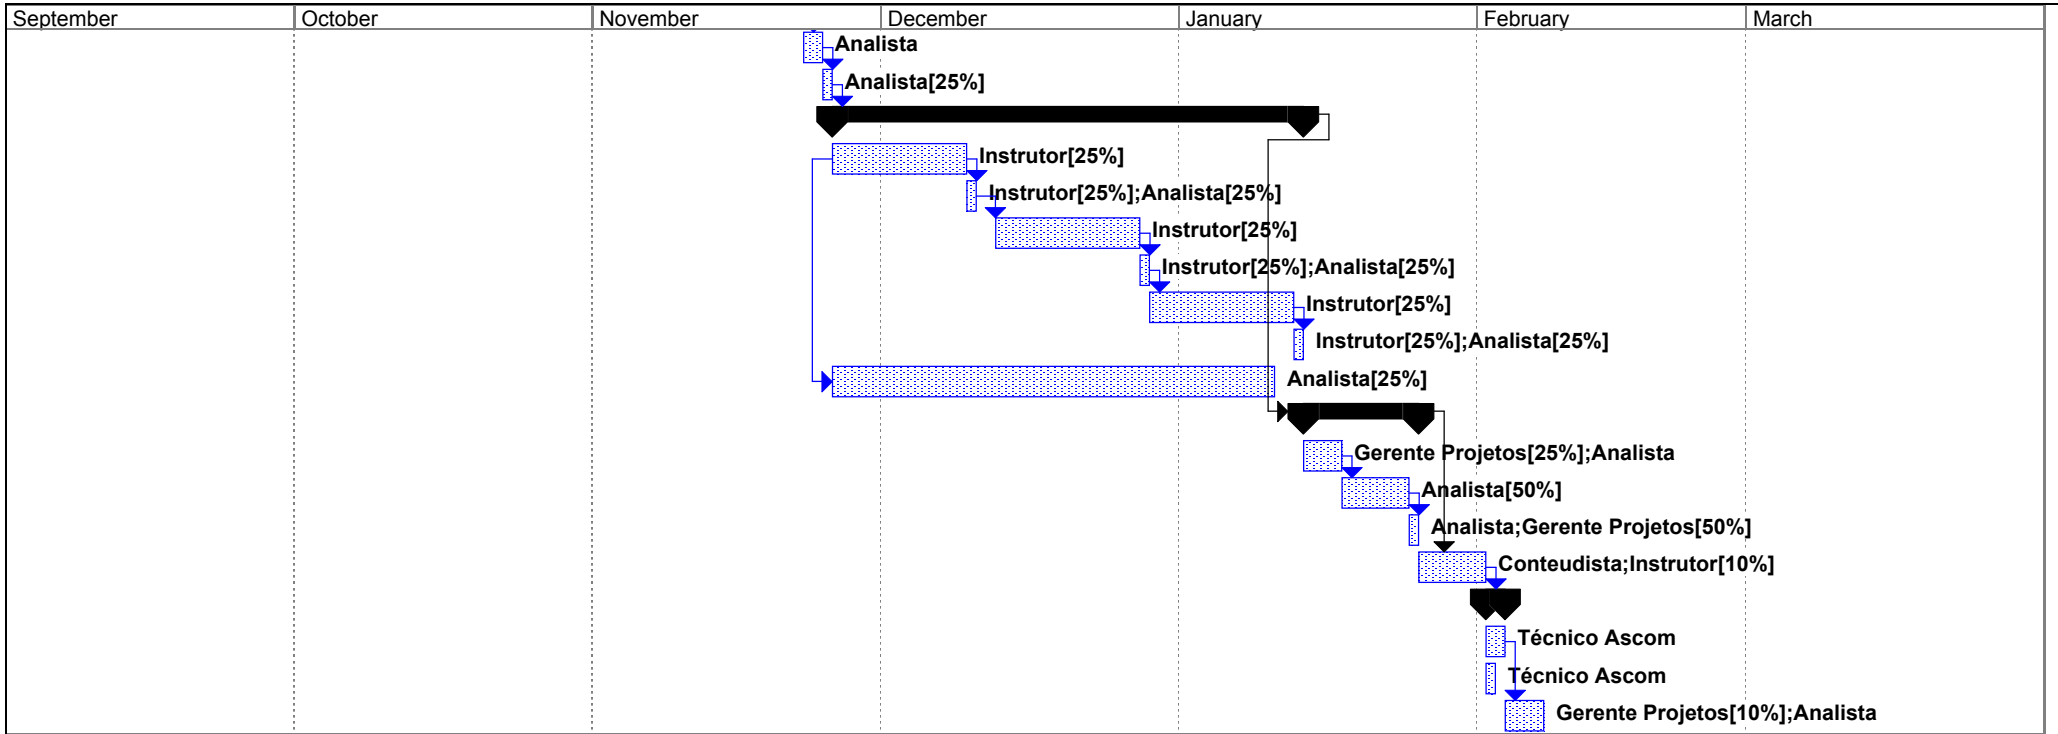 September October November December January February March
Analista
Analista[25%]
Instrutor[25%]
Instrutor[25%];Analista[25%]
Instrutor[25%]
Instrutor[25%];Analista[25%]
Instrutor[25%]
Instrutor[25%];Analista[25%]
Analista[25%]
Gerente Projetos[25%];Analista
Analista[50%]
Analista;Gerente Projetos[50%]
Conteudista;Instrutor[10%]
Técnico Ascom
Técnico Ascom
Gerente Projetos[10%];Analista